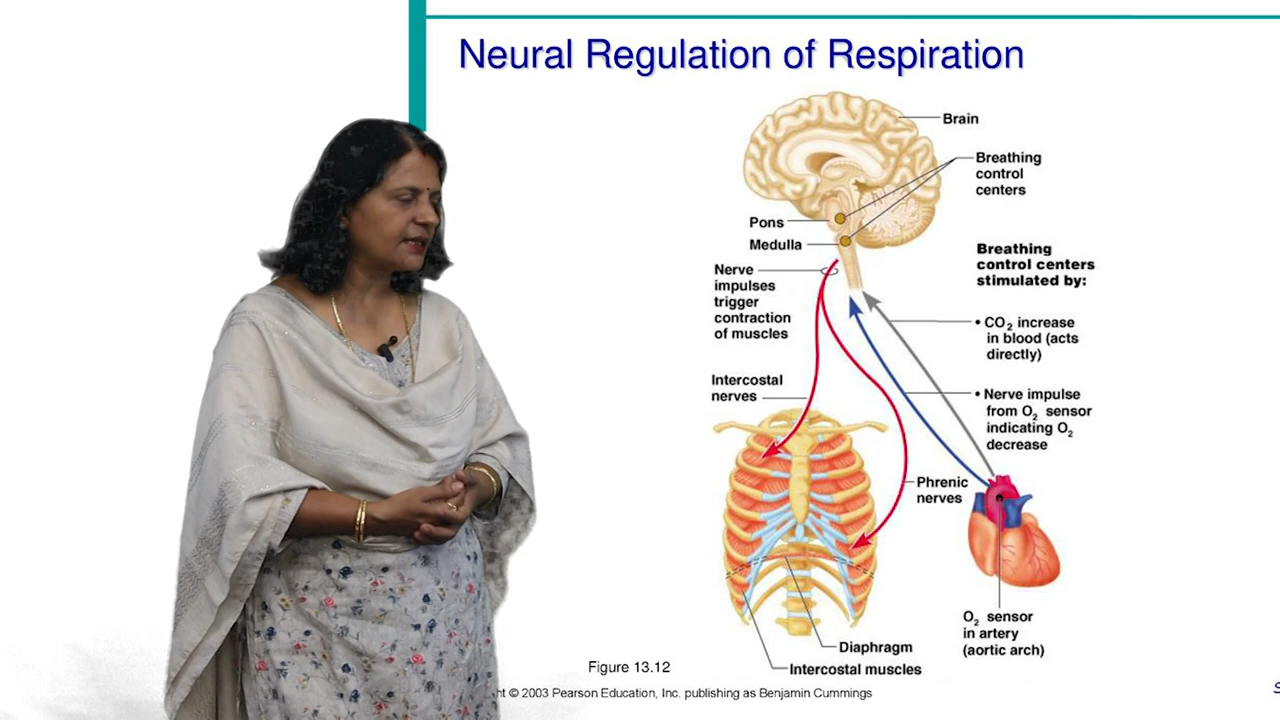 Neural Regulation of Respiration
Brain
Breathing
control
centers
Pons
Medulla
Nerve
impulses
trigger
contraction
of muscles
Breathing
control centers
stimulated by:
• CO₂ increase
in blood (acts
directly)
Intercostal
nerves
• Nerve impulse
from O₂ sensor
indicating O₂
decrease
Phrenic
nerves
O₂ sensor
in artery
(aortic arch)
Diaphragm
Intercostal muscles
Figure 13.12
© 2003 Pearson Education, Inc. publishing as Benjamin Cummings